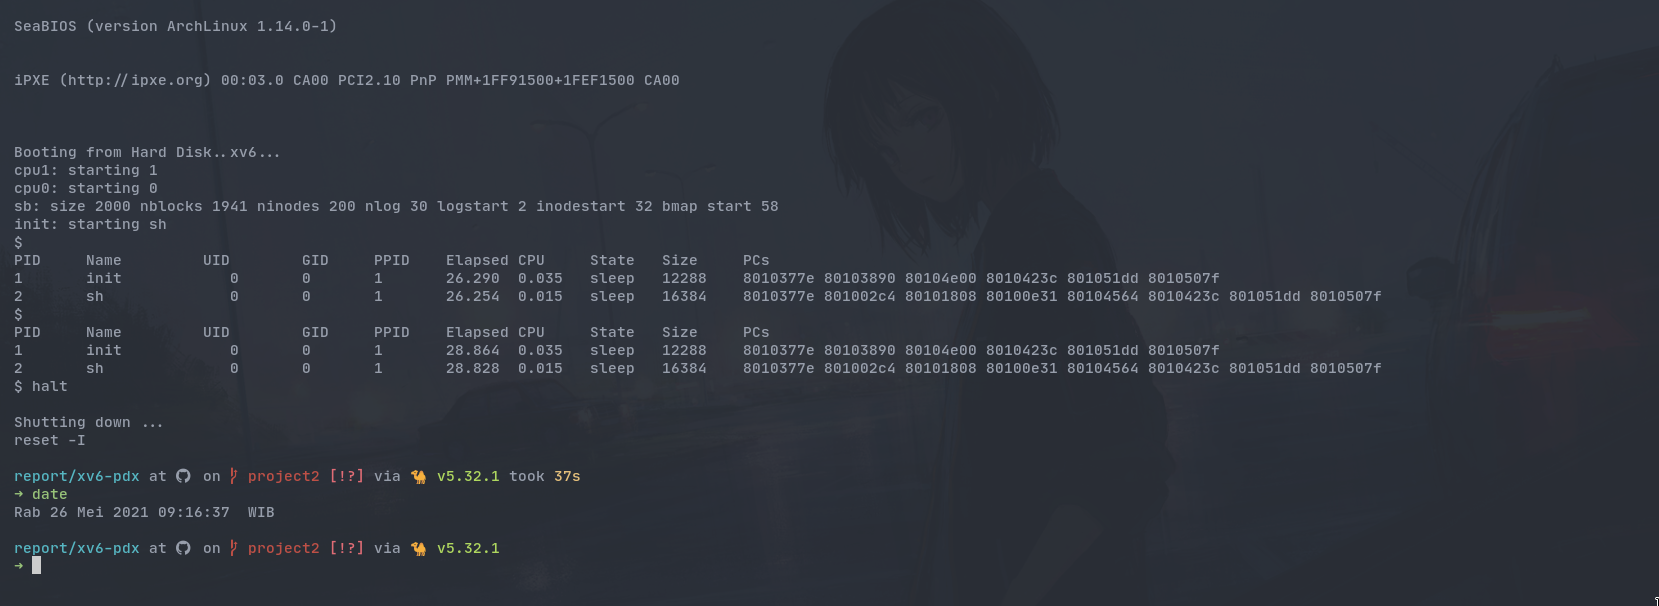 SeaBIOS (version ArchLinux 1.14.0-1)
iPXE (http://ipxe.org) 00:03.0 CA00 PCI2.10 PnP PMM+1FF91500+1FEF1500 CA00
Booting from Hard Disk..xv6...
cpu1: starting 1
cpu0: starting 0
sb: size 2000 nblocks 1941 ninodes 200 nlog 30 logstart 2 inodestart 32 bmap start 58
init: starting sh
$
PID Name UID GID PPID Elapsed CPU State Size PCs
1 init 0 0 1 26.290 0.035 sleep 12288 8010377e 80103890 80104e00 8010423c 801051dd 8010507f
2 sh 0 0 1 26.254 0.015 sleep 16384 8010377e 801002c4 80101808 80100e31 80104564 8010423c 801051dd 8010507f
$
PID Name UID GID PPID Elapsed CPU State Size PCs
1 init 0 0 1 28.864 0.035 sleep 12288 8010377e 80103890 80104e00 8010423c 801051dd 8010507f
2 sh 0 0 1 28.828 0.015 sleep 16384 8010377e 801002c4 80101808 80100e31 80104564 8010423c 801051dd 8010507f
$ halt
Shutting down ...
reset -I
report/xv6-pdx at on project2 [!?] via 🐪 v5.32.1 took 37s
➜ date
Rab 26 Mei 2021 09:16:37 WIB
report/xv6-pdx at on project2 [!?] via 🐪 v5.32.1
➜